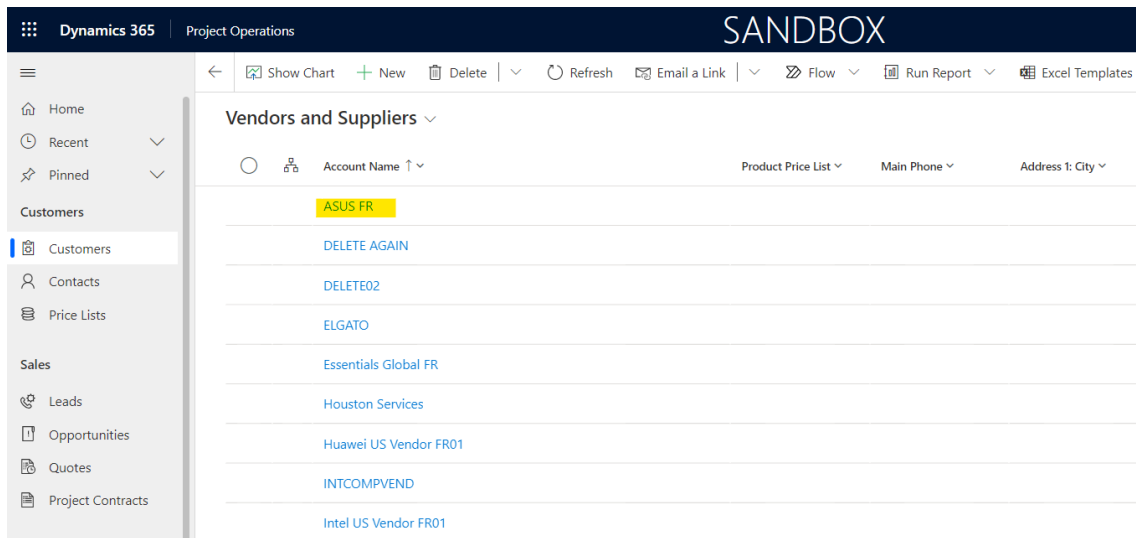 Dynamics 365 Project Operations SANDBOX
Show Chart New Delete Refresh Email a Link Flow Run Report Excel Templates
Home
Recent
Pinned
Customers
Customers
Contacts
Price Lists
Sales
Leads
Opportunities
Quotes
Project Contracts
Vendors and Suppliers
Account Name Product Price List Main Phone Address 1: City
ASUS FR
DELETE AGAIN
DELETE02
ELGATO
Essentials Global FR
Houston Services
Huawei US Vendor FR01
INTCOMPVEND
Intel US Vendor FR01